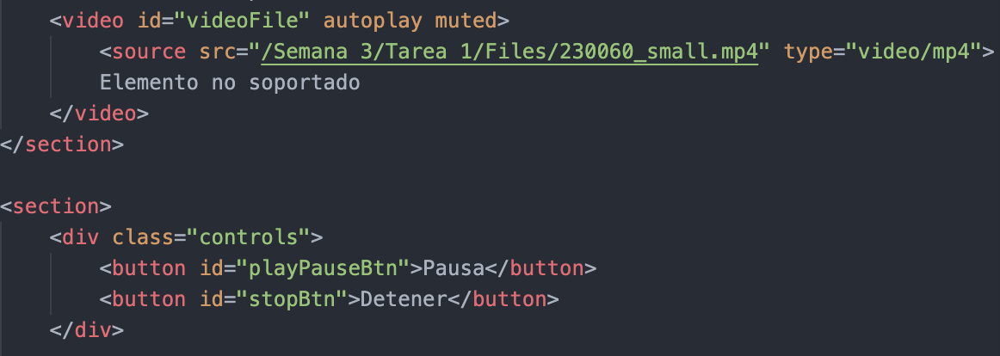 <video id="videoFile" autoplay muted>
<source src="/Semana 3/Tarea 1/Files/230060_small.mp4" type="video/mp4">
Elemento no soportado
</video>
</section>
<section>
<div class="controls">
<button id="playPauseBtn">Pausa</button>
<button id="stopBtn">Detener</button>
</div>